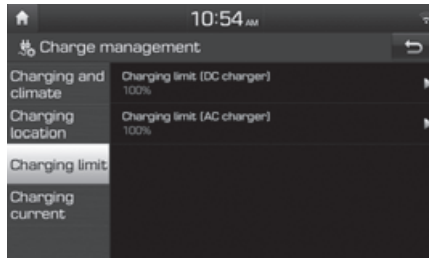 10:54 AM
Charge management
Charging and
climate
Charging limit (DC charger)
100%
Charging
location
Charging limit (AC charger)
100%
Charging limit
Charging
current